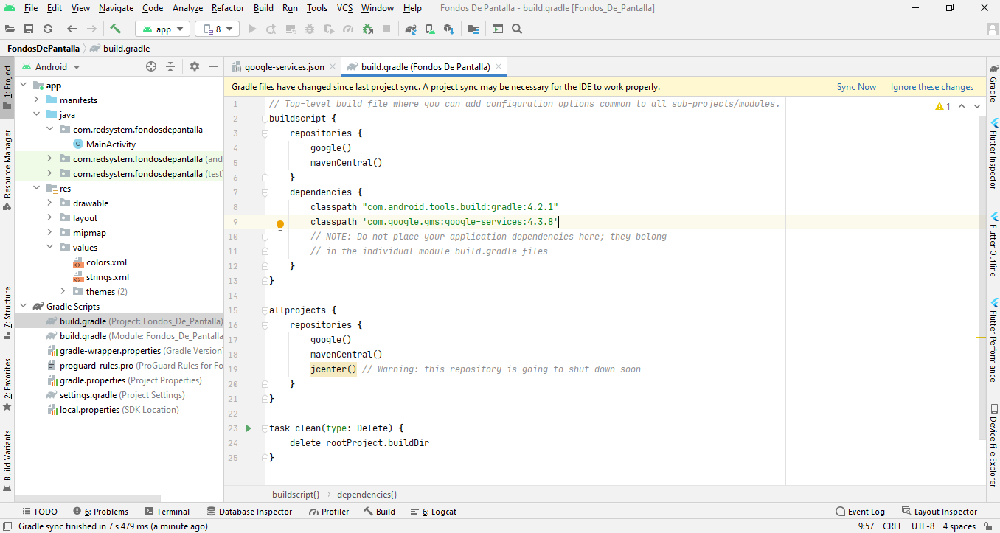 File Edit View Navigate Code Analyze Refactor Build Run Tools VCS Window Help Fondos De Pantalla - build.gradle [Fondos_De_Pantalla]
app 8
FondosDePantalla build.gradle
1: Project
Resource Manager
Z: Structure
2: Favorites
Build Variants
Android
app
manifests
java
com.redsystem.fondosdepantalla
MainActivity
com.redsystem.fondosdepantalla (and
com.redsystem.fondosdepantalla (test)
res
drawable
layout
mipmap
values
colors.xml
strings.xml
themes (2)
Gradle Scripts
build.gradle (Project: Fondos_De_Pantalla)
build.gradle (Module: Fondos_De_Pantalla
gradle-wrapper.properties (Gradle Version)
proguard-rules.pro (ProGuard Rules for Fo
gradle.properties (Project Properties)
settings.gradle (Project Settings)
local.properties (SDK Location)
google-services.json build.gradle (Fondos De Pantalla)
Gradle files have changed since last project sync. A project sync may be necessary for the IDE to work properly. Sync Now Ignore these changes
1 // Top-level build file where you can add configuration options common to all sub-projects/modules.
2 buildscript {
3 repositories {
4 google()
5 mavenCentral()
6 }
7 dependencies {
8 classpath "com.android.tools.build:gradle:4.2.1"
9 classpath 'com.google.gms:google-services:4.3.8'
10 // NOTE: Do not place your application dependencies here; they belong
11 // in the individual module build.gradle files
12 }
13 }
14
15 allprojects {
16 repositories {
17 google()
18 mavenCentral()
19 jcenter() // Warning: this repository is going to shut down soon
20 }
21 }
22
23 task clean(type: Delete) {
24 delete rootProject.buildDir
25 }
1
buildscript{} dependencies{}
Gradle
Flutter Inspector
Flutter Outline
Flutter Performance
Device File Explorer
TODO 6: Problems Terminal Database Inspector Profiler Build 6: Logcat Event Log Layout Inspector
Gradle sync finished in 7 s 479 ms (a minute ago) 9:57 CRLF UTF-8 4 spaces